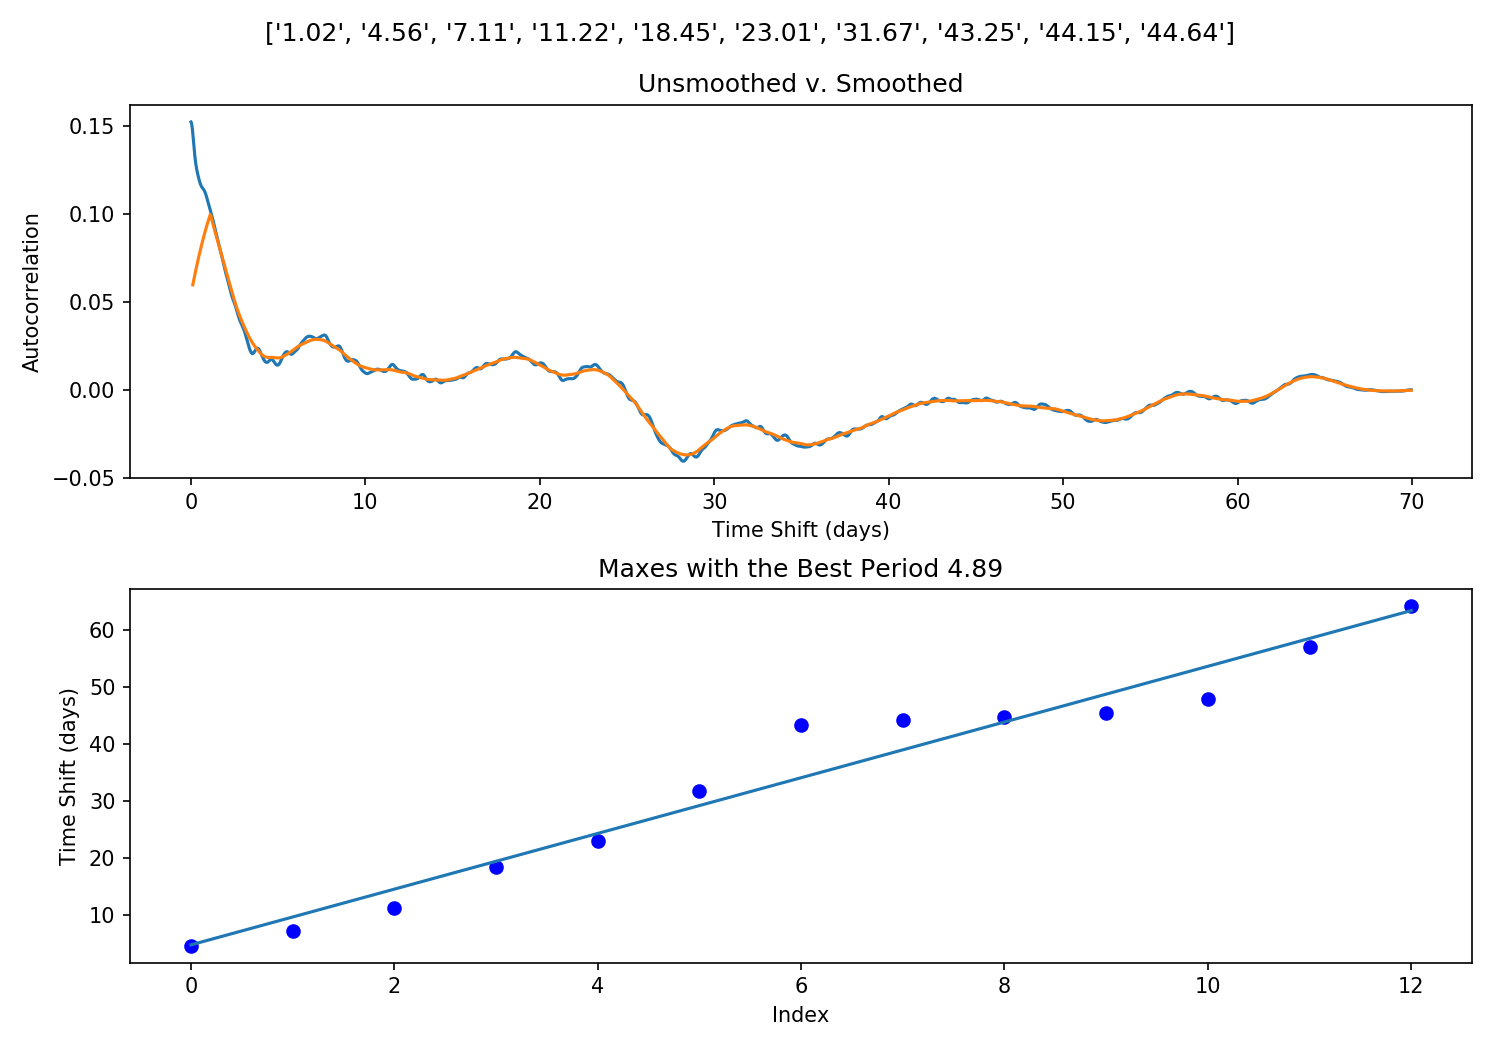 ['1.02', '4.56', '7.11', '11.22', '18.45', '23.01', '31.67', '43.25', '44.15', '44.64']
Unsmoothed v. Smoothed
Autocorrelation
0.15
0.10
0.05
0.00
−0.05
0 10 20 30 40 50 60 70
Time Shift (days)
Maxes with the Best Period 4.89
Time Shift (days)
60
50
40
30
20
10
0 2 4 6 8 10 12
Index